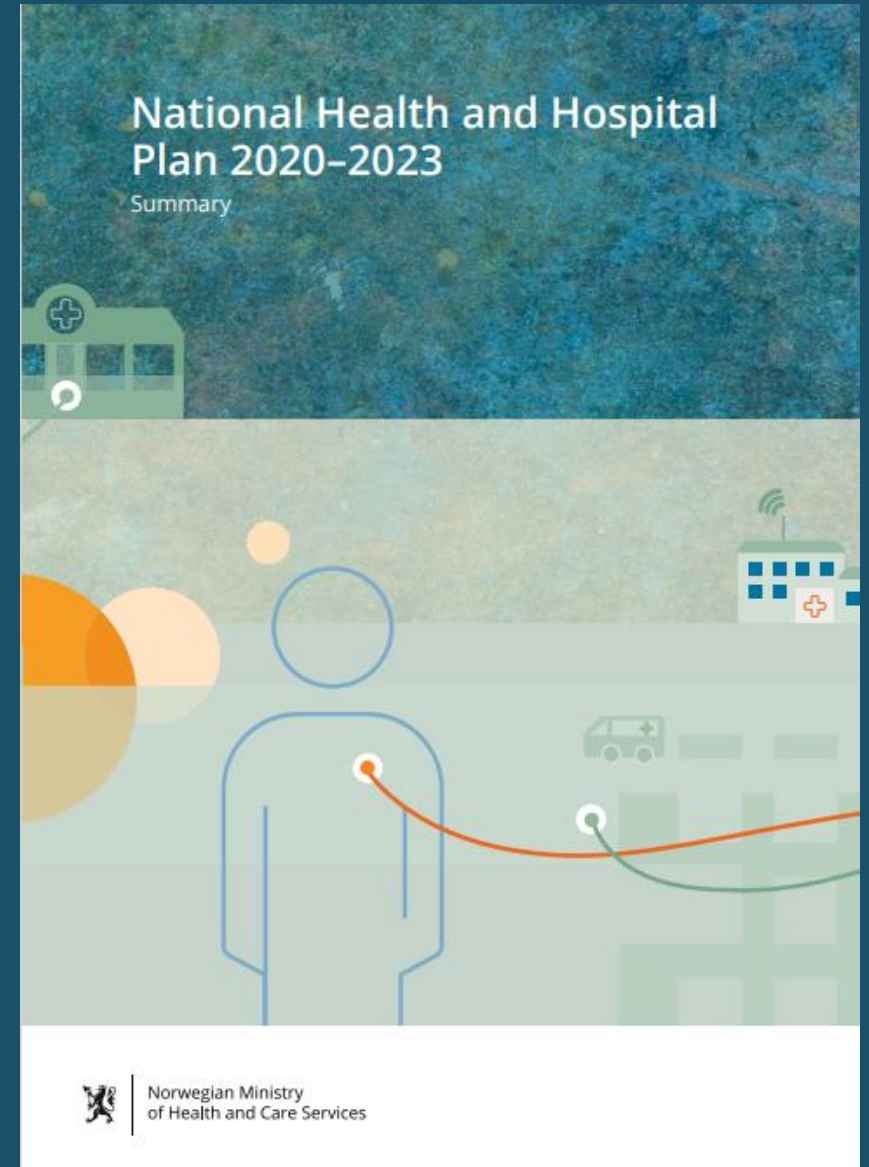 National Health and Hospital
Plan 2020–2023
Summary
Norwegian Ministry
of Health and Care Services